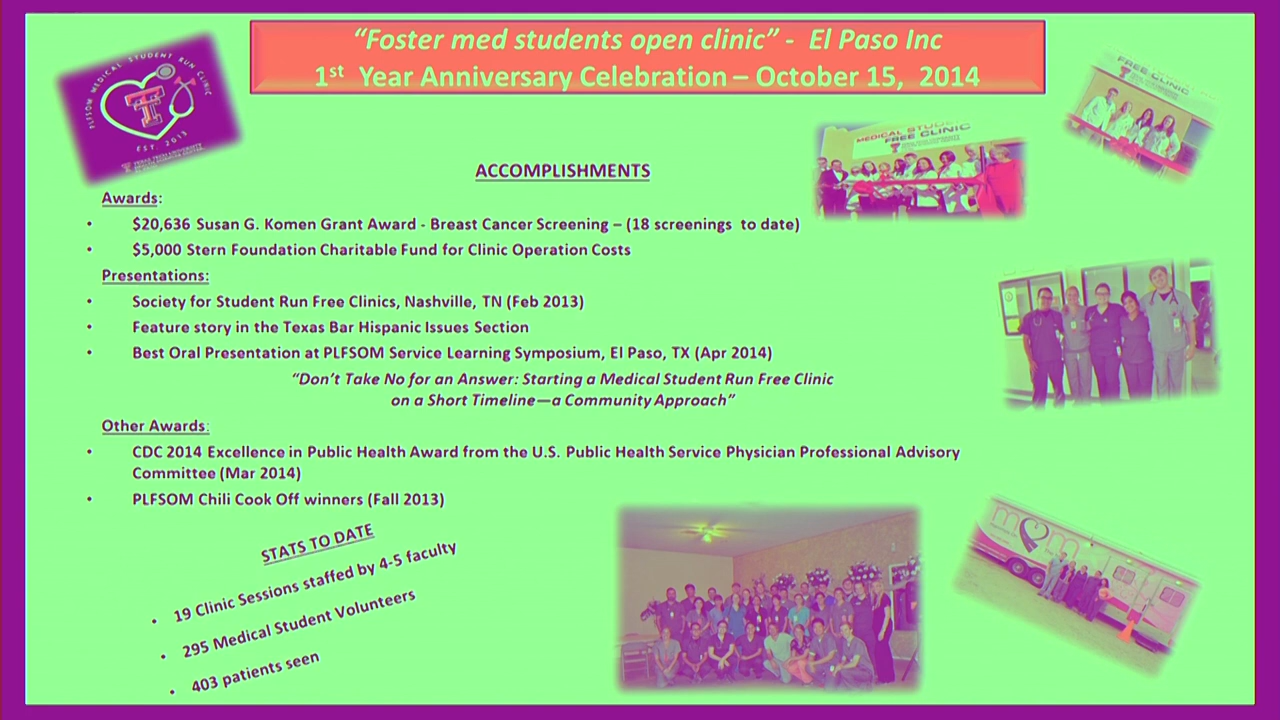 “Foster med students open clinic” - El Paso Inc
1st Year Anniversary Celebration – October 15, 2014
PLFSOM MEDICAL STUDENT RUN CLINIC
EST. 2013
TEXAS TECH UNIVERSITY
FREE CLINIC
MEDICAL STUDENT
FREE CLINIC
ACCOMPLISHMENTS
Awards:
• $20,636 Susan G. Komen Grant Award - Breast Cancer Screening – (18 screenings to date)
• $5,000 Stern Foundation Charitable Fund for Clinic Operation Costs
Presentations:
• Society for Student Run Free Clinics, Nashville, TN (Feb 2013)
• Feature story in the Texas Bar Hispanic Issues Section
• Best Oral Presentation at PLFSOM Service Learning Symposium, El Paso, TX (Apr 2014)
“Don’t Take No for an Answer: Starting a Medical Student Run Free Clinic
on a Short Timeline—a Community Approach”
Other Awards:
• CDC 2014 Excellence in Public Health Award from the U.S. Public Health Service Physician Professional Advisory
Committee (Mar 2014)
• PLFSOM Chili Cook Off winners (Fall 2013)
STATS TO DATE
• 19 Clinic Sessions staffed by 4-5 faculty
• 295 Medical Student Volunteers
• 403 patients seen